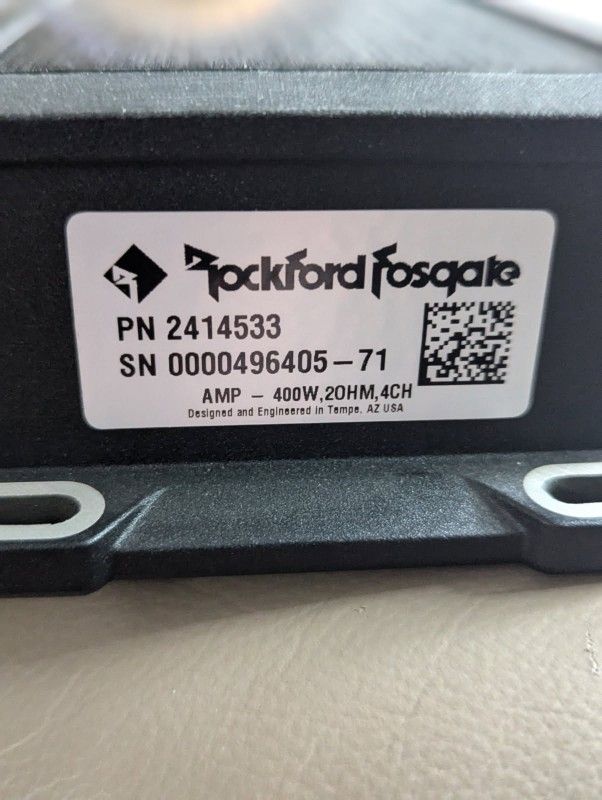 Rockford Fosgate
PN 2414533
SN 0000496405-71
AMP - 400W,2OHM,4CH
Designed and Engineered in Tempe, AZ USA